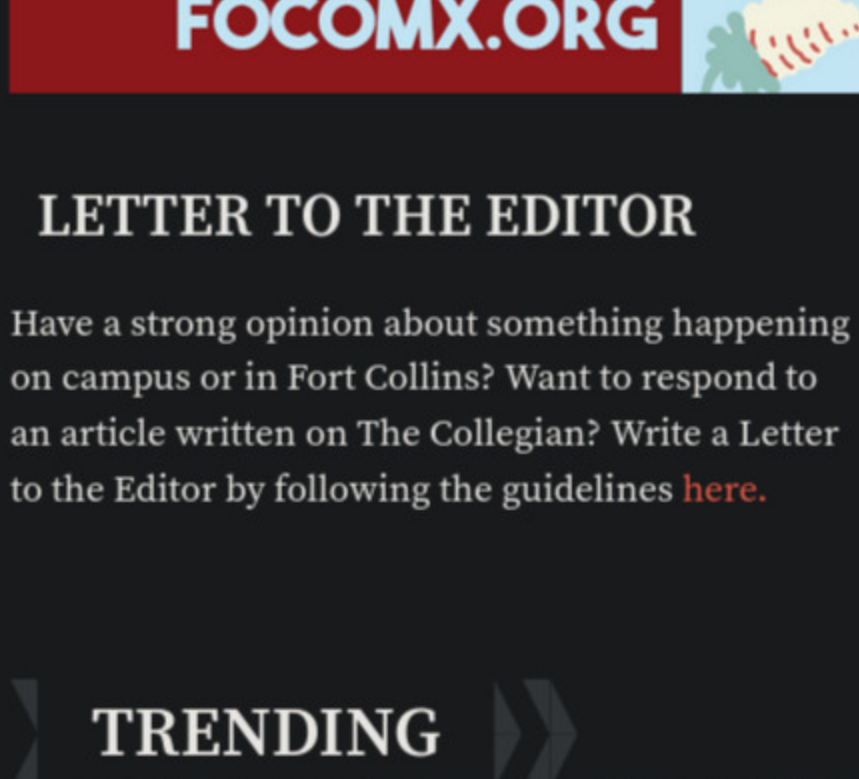 FOCOMX.ORG
LETTER TO THE EDITOR
Have a strong opinion about something happening
on campus or in Fort Collins? Want to respond to
an article written on The Collegian? Write a Letter
to the Editor by following the guidelines here.
TRENDING